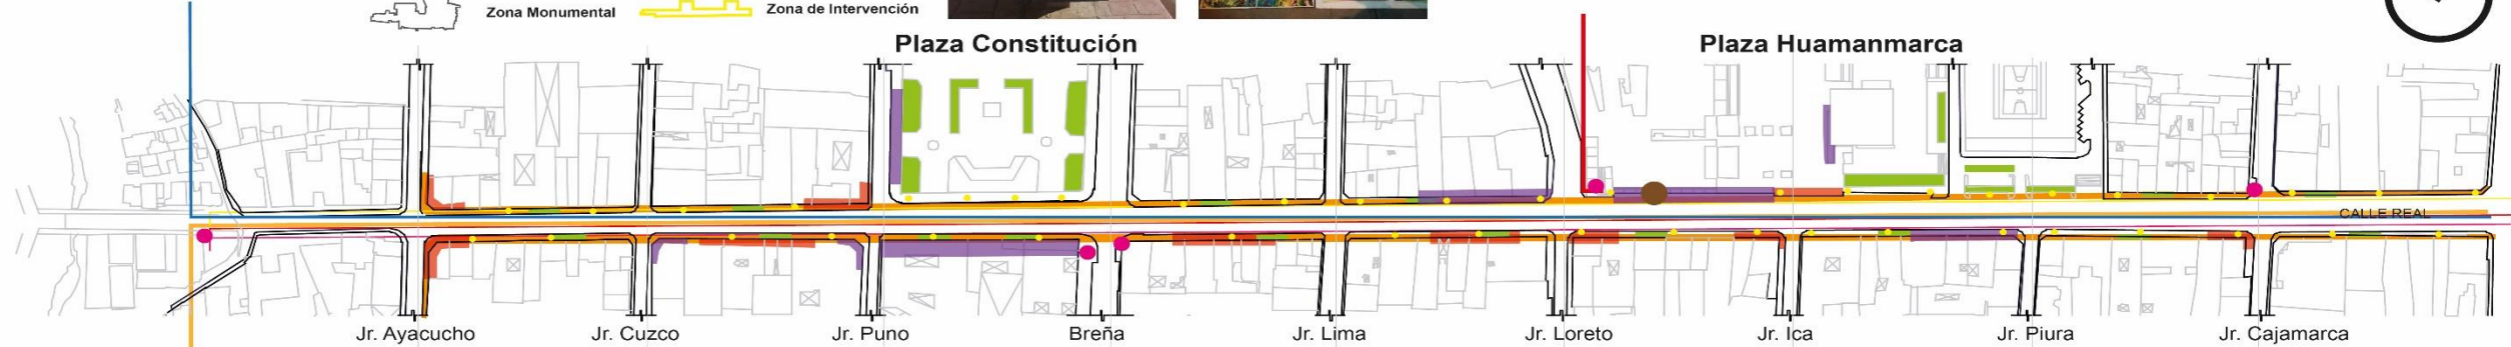 Zona Monumental
Zona de Intervención
Plaza Constitución
Plaza Huamanmarca
CALLE REAL
Jr. Ayacucho
Jr. Cuzco
Jr. Puno
Breña
Jr. Lima
Jr. Loreto
Jr. Ica
Jr. Piura
Jr. Cajamarca